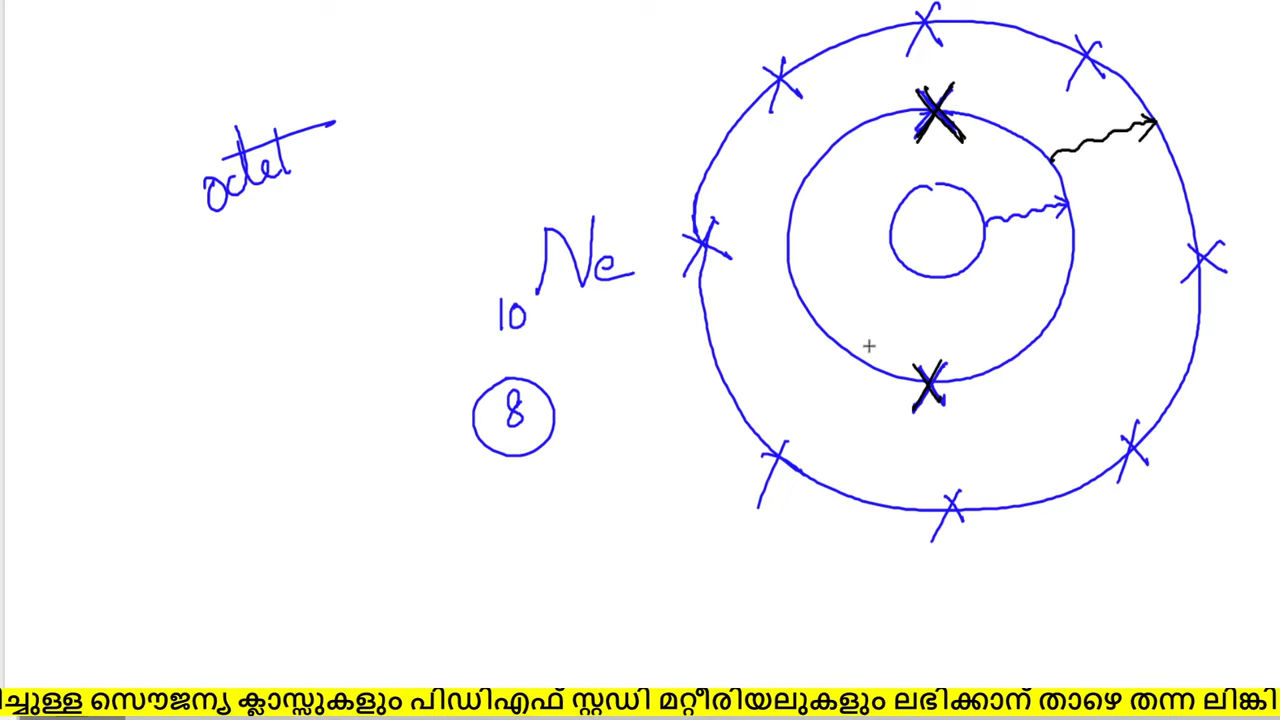 octet
Ne
10
8
ിച്ചുള്ള സൌജന്യ ക്ലാസ്സുകളും പിഡിഎഫ് സ്റ്റഡി മറ്റീരിയലുകളും ലഭിക്കാന് താഴെ തന്ന ലിങ്കി